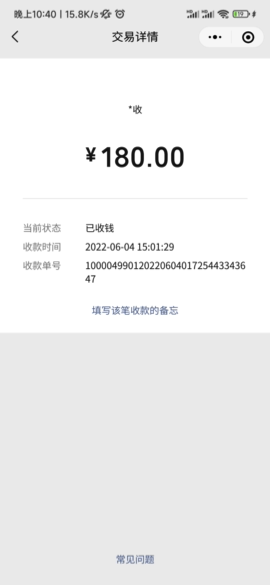 晚上10:40 | 15.8K/s
交易详情
*收
¥180.00
当前状态 已收钱
收款时间 2022-06-04 15:01:29
收款单号 100004990120220604017254433436
47
填写该笔收款的备忘
常见问题